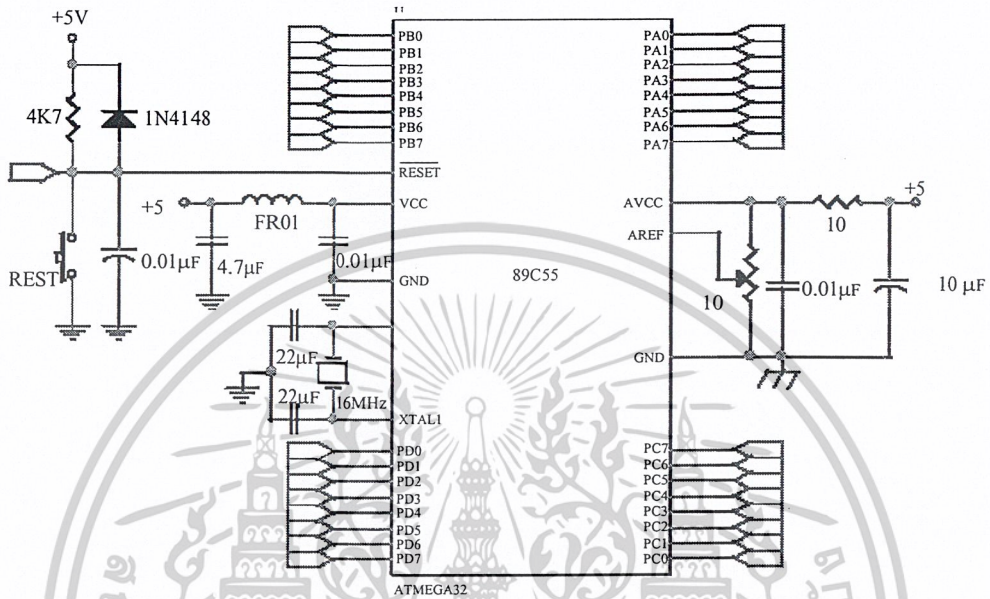 +5V
4K7
1N4148
REST
0.01µF
+5
4.7µF
FR01
0.01µF
22µF
22µF
16MHz
PB0
PB1
PB2
PB3
PB4
PB5
PB6
PB7
RESET
VCC
GND
XTAL1
PD0
PD1
PD2
PD3
PD4
PD5
PD6
PD7
89C55
ATMEGA32
PA0
PA1
PA2
PA3
PA4
PA5
PA6
PA7
AVCC
AREF
GND
PC7
PC6
PC5
PC4
PC3
PC2
PC1
PC0
+5
10
10
0.01µF
10 µF